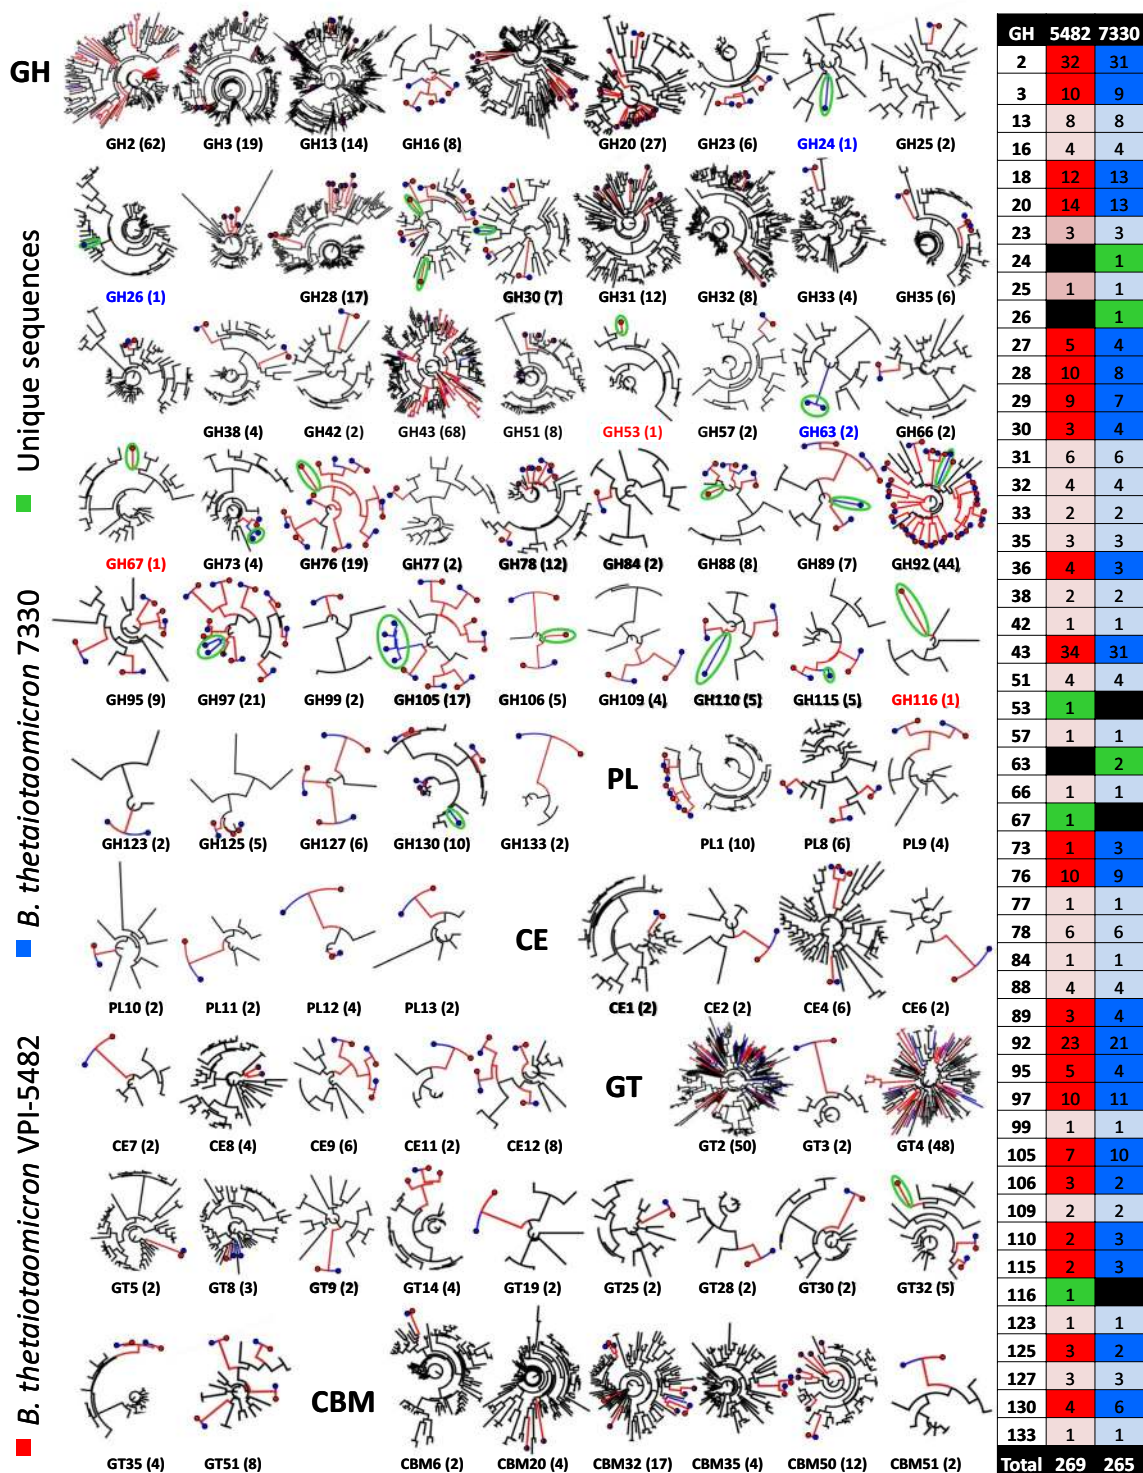 GH
GH2 (62) GH3 (19) GH13 (14) GH16 (8) GH20 (27) GH23 (6) GH24 (1) GH25 (2)
GH26 (1) GH28 (17) GH30 (7) GH31 (12) GH32 (8) GH33 (4) GH35 (6)
GH38 (4) GH42 (2) GH43 (68) GH51 (8) GH53 (1) GH57 (2) GH63 (2) GH66 (2)
GH67 (1) GH73 (4) GH76 (19) GH77 (2) GH78 (12) GH84 (2) GH88 (8) GH89 (7) GH92 (44)
GH95 (9) GH97 (21) GH99 (2) GH105 (17) GH106 (5) GH109 (4) GH110 (5) GH115 (5) GH116 (1)
PL
GH123 (2) GH125 (5) GH127 (6) GH130 (10) GH133 (2) PL1 (10) PL8 (6) PL9 (4)
CE
PL10 (2) PL11 (2) PL12 (4) PL13 (2) CE1 (2) CE2 (2) CE4 (6) CE6 (2)
GT
CE7 (2) CE8 (4) CE9 (6) CE11 (2) CE12 (8) GT2 (50) GT3 (2) GT4 (48)
GT5 (2) GT8 (3) GT9 (2) GT14 (4) GT19 (2) GT25 (2) GT28 (2) GT30 (2) GT32 (5)
CBM
GT35 (4) GT51 (8) CBM6 (2) CBM20 (4) CBM32 (17) CBM35 (4) CBM50 (12) CBM51 (2)
Unique sequences
B. thetaiotaomicron 7330
B. thetaiotaomicron VPI-5482
GH 5482 7330
2 32 31
3 10 9
13 8 8
16 4 4
18 12 13
20 14 13
23 3 3
24 1
25 1 1
26 1
27 5 4
28 10 8
29 9 7
30 3 4
31 6 6
32 4 4
33 2 2
35 3 3
36 4 3
38 2 2
42 1 1
43 34 31
51 4 4
53 1
57 1 1
63 2
66 1 1
67 1
73 1 3
76 10 9
77 1 1
78 6 6
84 1 1
88 4 4
89 3 4
92 23 21
95 5 4
97 10 11
99 1 1
105 7 10
106 3 2
109 2 2
110 2 3
115 2 3
116 1
123 1 1
125 3 2
127 3 3
130 4 6
133 1 1
Total 269 265